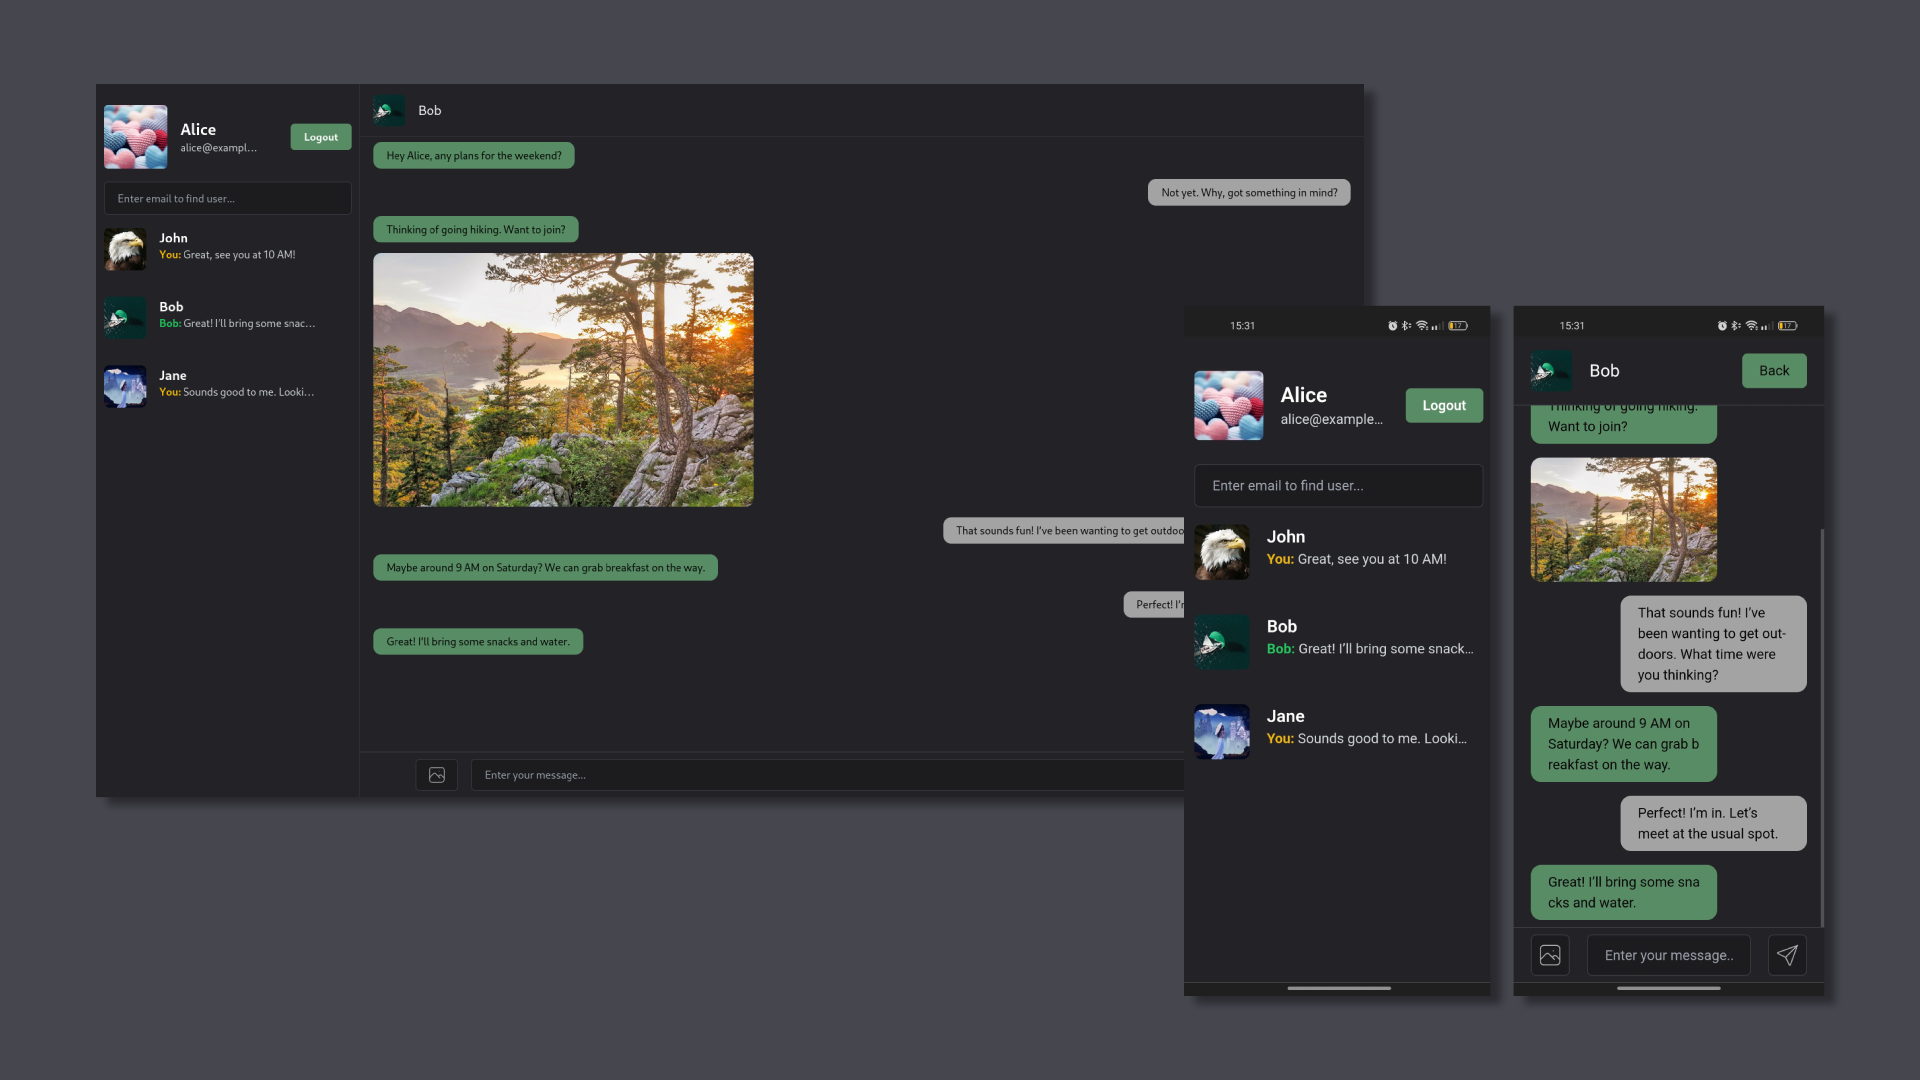 Alice
alice@exampl...
Logout
Enter email to find user...
John
You: Great, see you at 10 AM!
Bob
Bob: Great! I'll bring some snac...
Jane
You: Sounds good to me. Looki...
Bob
Hey Alice, any plans for the weekend?
Not yet. Why, got something in mind?
Thinking of going hiking. Want to join?
That sounds fun! I've been wanting to get outdoo
Maybe around 9 AM on Saturday? We can grab breakfast on the way.
Perfect! I'r
Great! I'll bring some snacks and water.
Enter your message...
15:31
17
Alice
alice@example...
Logout
Enter email to find user...
John
You: Great, see you at 10 AM!
Bob
Bob: Great! I'll bring some snack...
Jane
You: Sounds good to me. Looki...
15:31
17
Bob
Back
Thinking of going hiking.
Want to join?
That sounds fun! I've
been wanting to get out-
doors. What time were
you thinking?
Maybe around 9 AM on
Saturday? We can grab b
reakfast on the way.
Perfect! I'm in. Let's
meet at the usual spot.
Great! I'll bring some sna
cks and water.
Enter your message..